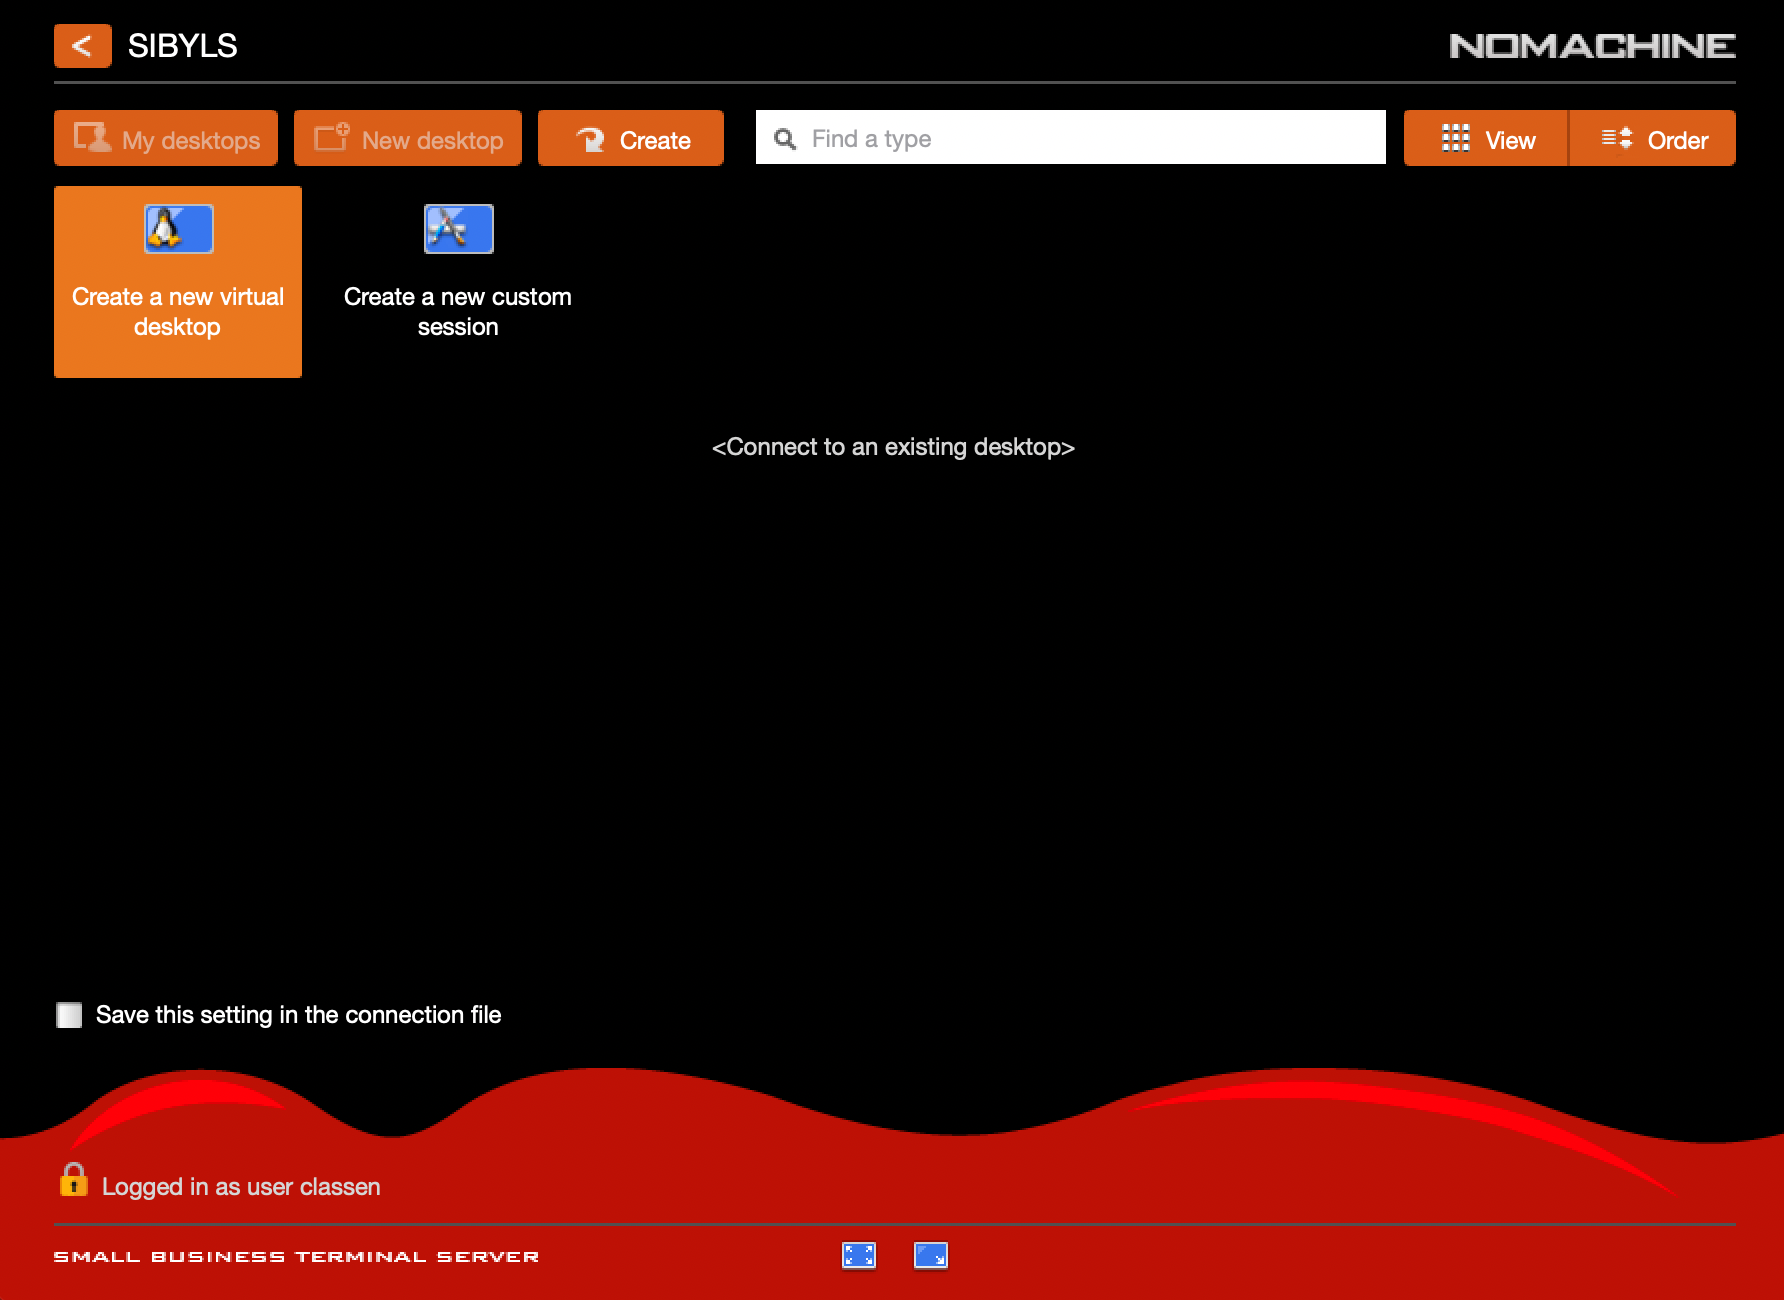 SIBYLS
NOMACHINE
My desktops
New desktop
Create
Find a type
View
Order
Create a new virtual
desktop
Create a new custom
session
<Connect to an existing desktop>
Save this setting in the connection file
Logged in as user classen
SMALL BUSINESS TERMINAL SERVER